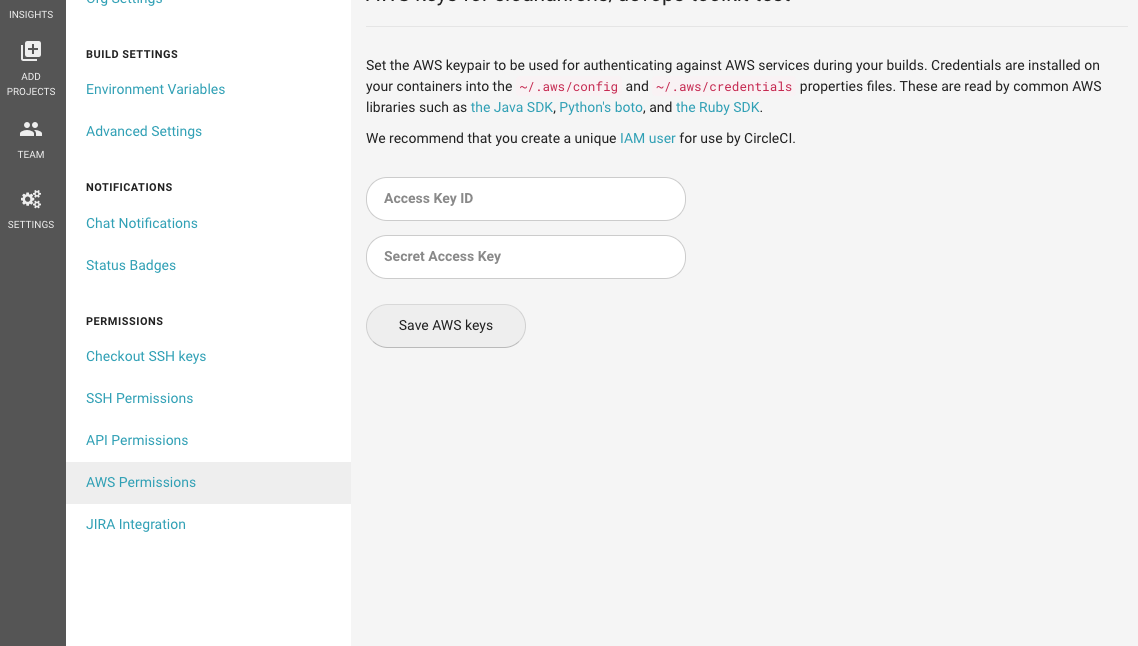 INSIGHTS
ADD
PROJECTS
TEAM
SETTINGS
Org Settings
BUILD SETTINGS
Environment Variables
Advanced Settings
NOTIFICATIONS
Chat Notifications
Status Badges
PERMISSIONS
Checkout SSH keys
SSH Permissions
API Permissions
AWS Permissions
JIRA Integration
AWS keys for
Set the AWS keypair to be used for authenticating against AWS services during your builds. Credentials are installed on
your containers into the ~/.aws/config and ~/.aws/credentials properties files. These are read by common AWS
libraries such as the Java SDK, Python's boto, and the Ruby SDK.
We recommend that you create a unique IAM user for use by CircleCI.
Access Key ID
Secret Access Key
Save AWS keys